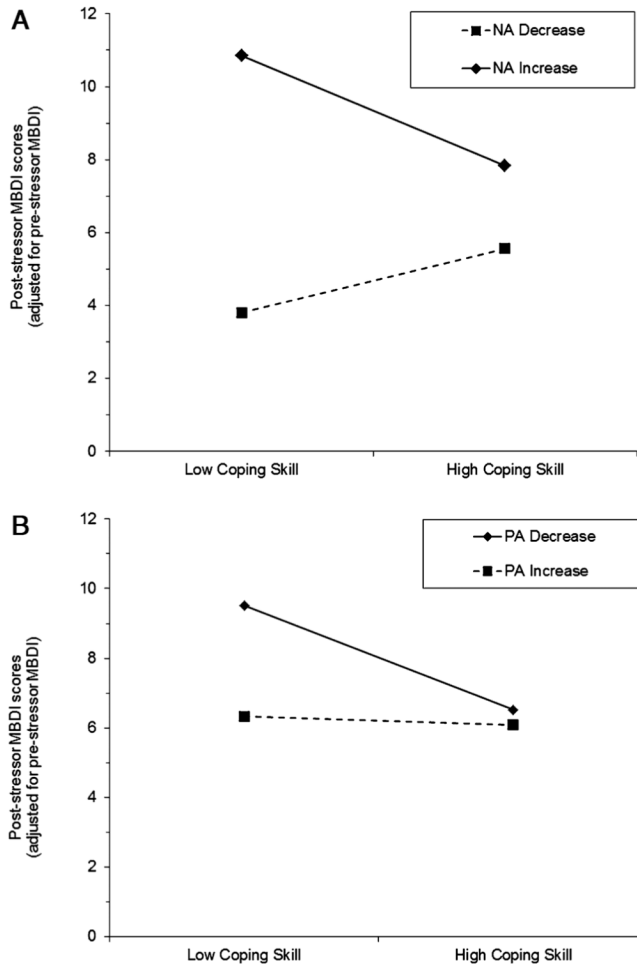 A
12
NA Decrease
NA Increase
10
8
6
4
2
0
Post-stressor MBDI scores
(adjusted for pre-stressor MBDI)
Low Coping Skill
High Coping Skill
B
12
PA Decrease
PA Increase
10
8
6
4
2
0
Post-stressor MBDI scores
(adjusted for pre-stressor MBDI)
Low Coping Skill
High Coping Skill